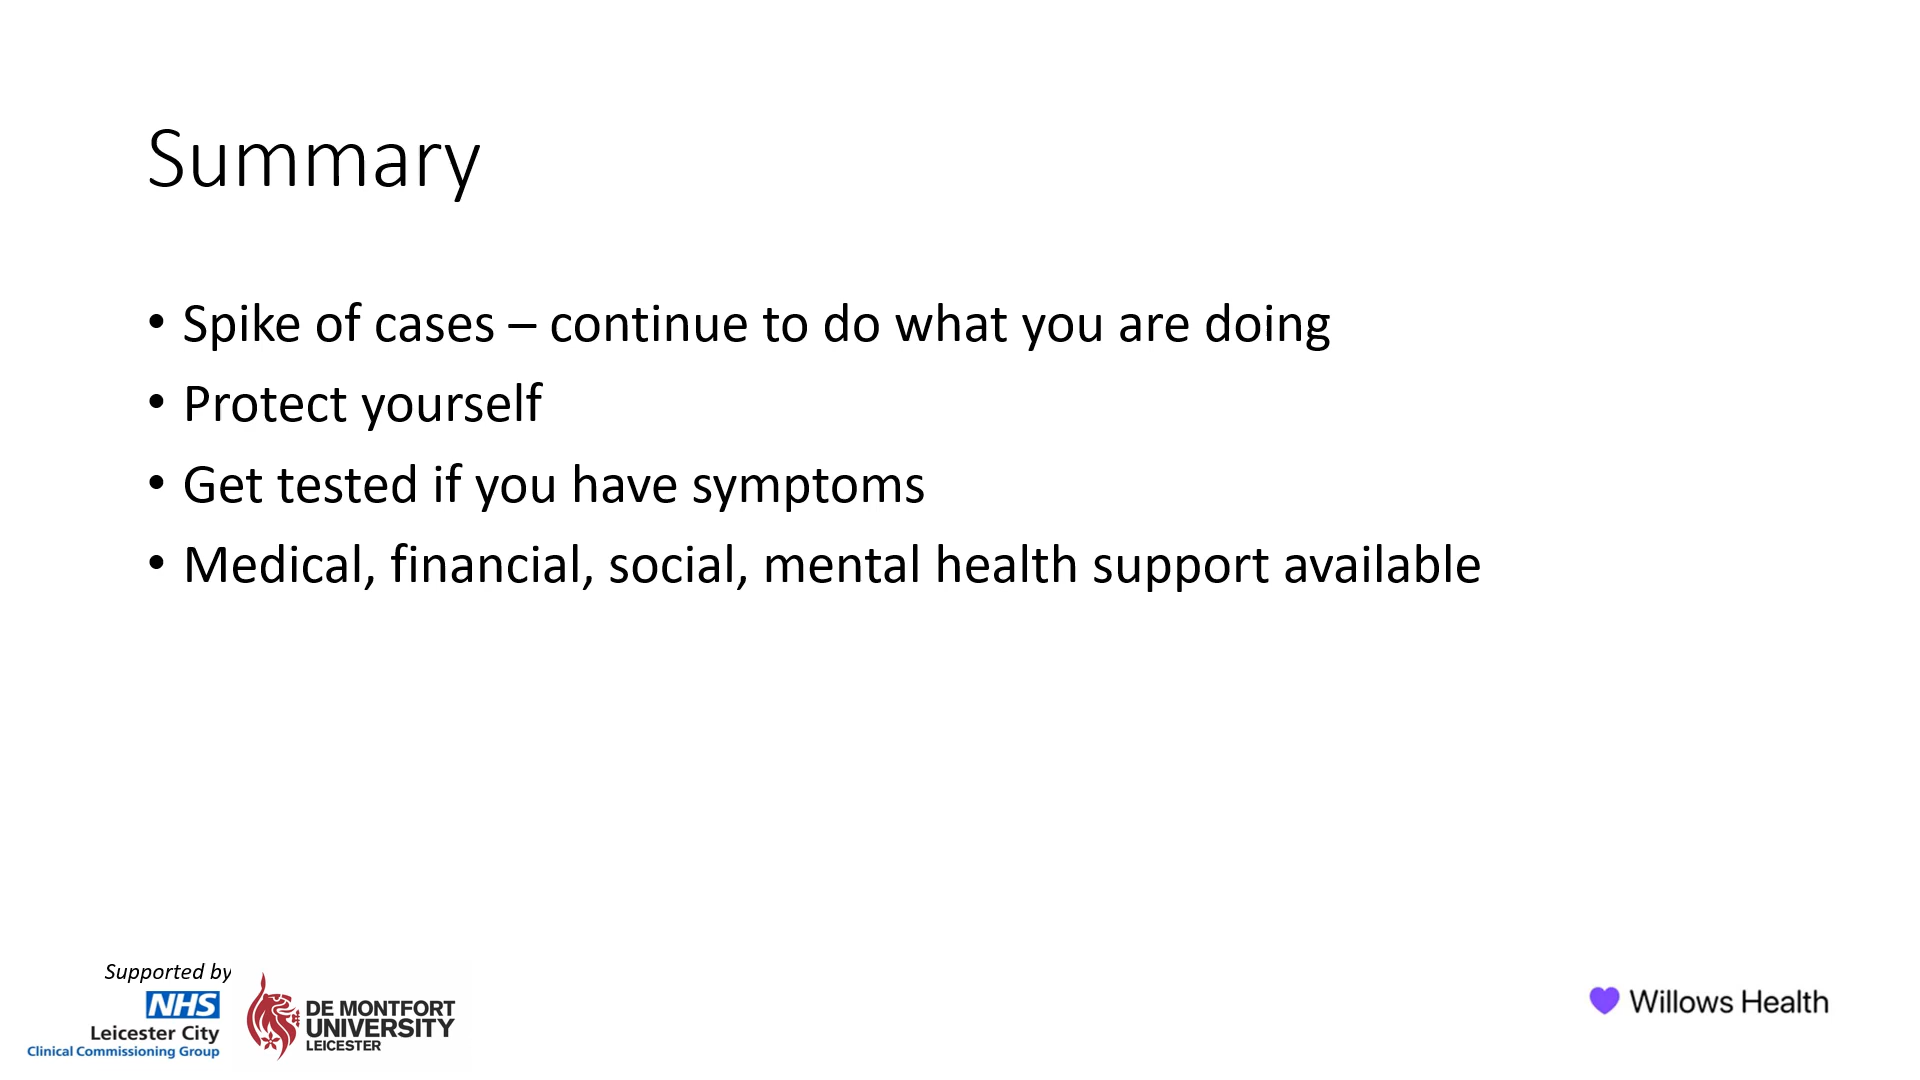 Summary
• Spike of cases – continue to do what you are doing
• Protect yourself
• Get tested if you have symptoms
• Medical, financial, social, mental health support available
Supported by
NHS
Leicester City
Clinical Commissioning Group
DE MONTFORT
UNIVERSITY
LEICESTER
Willows Health